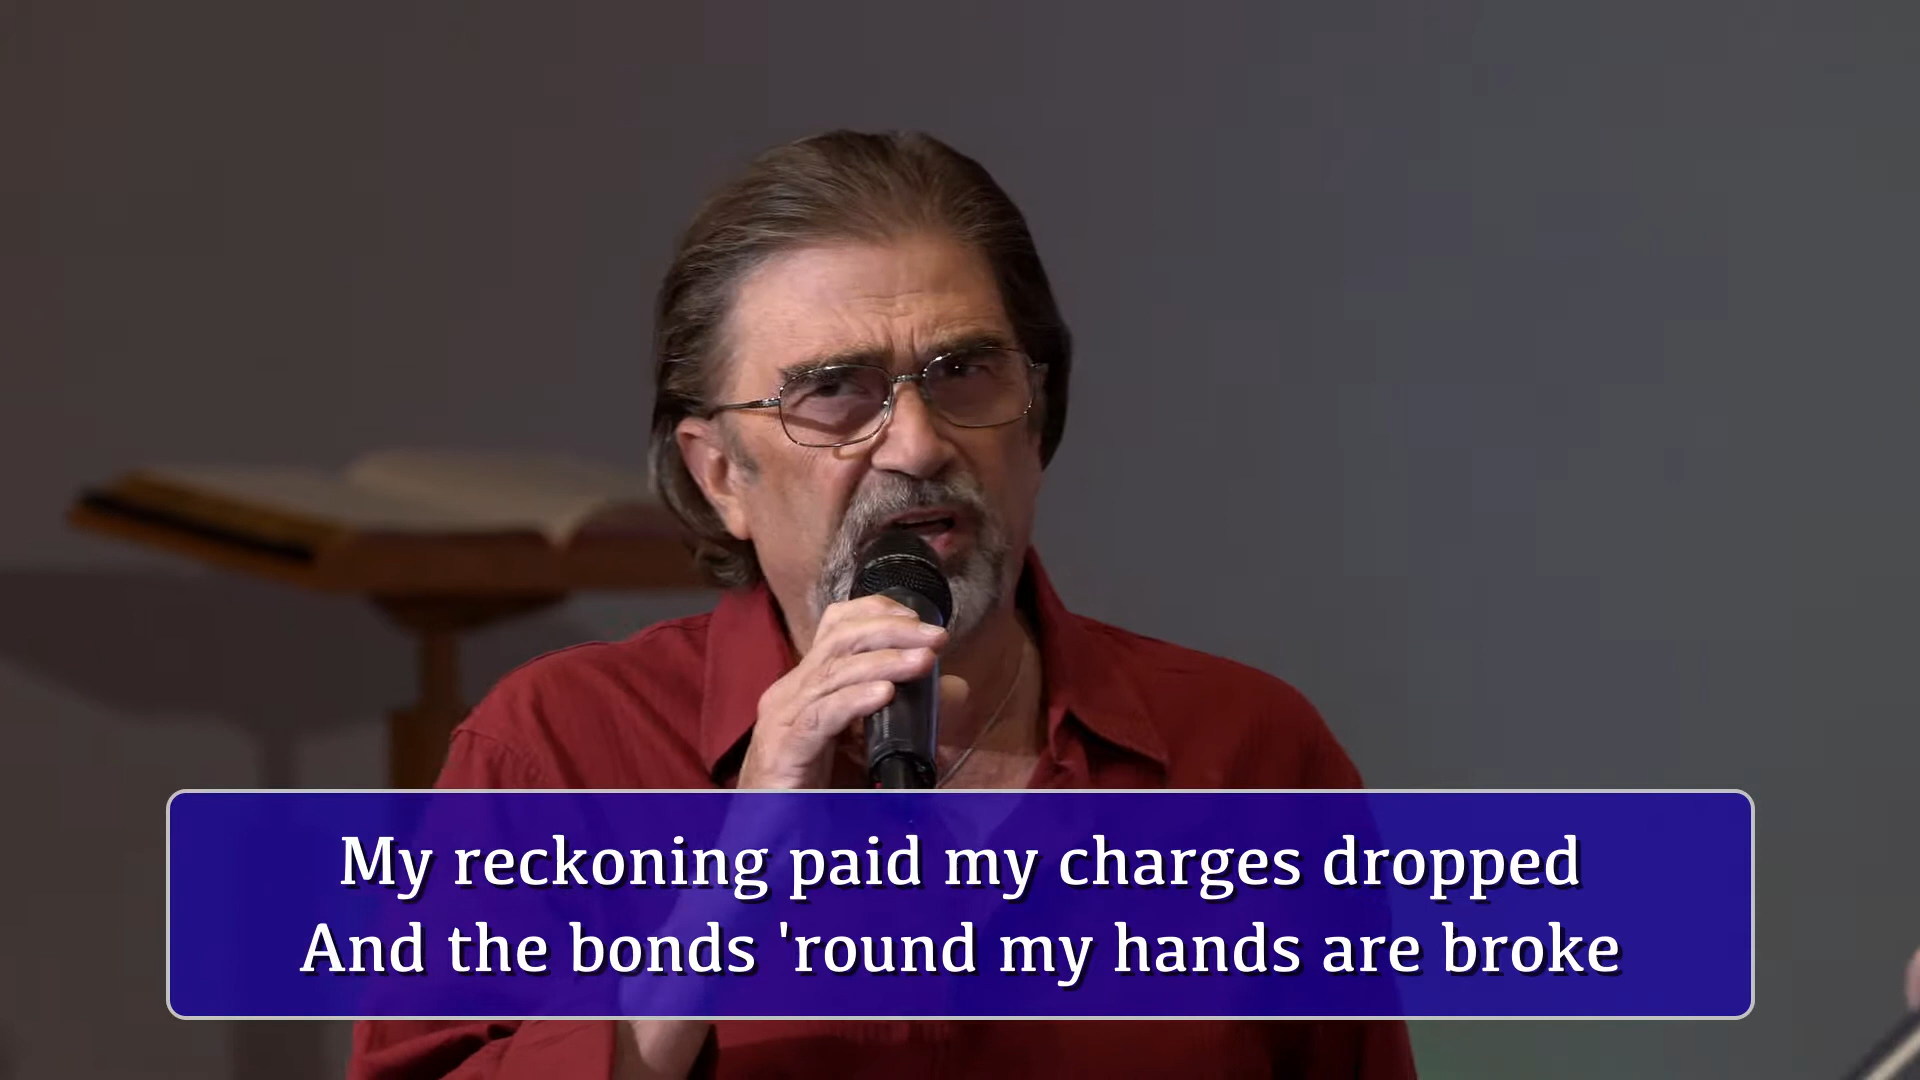 My reckoning paid my charges dropped
And the bonds 'round my hands are broke